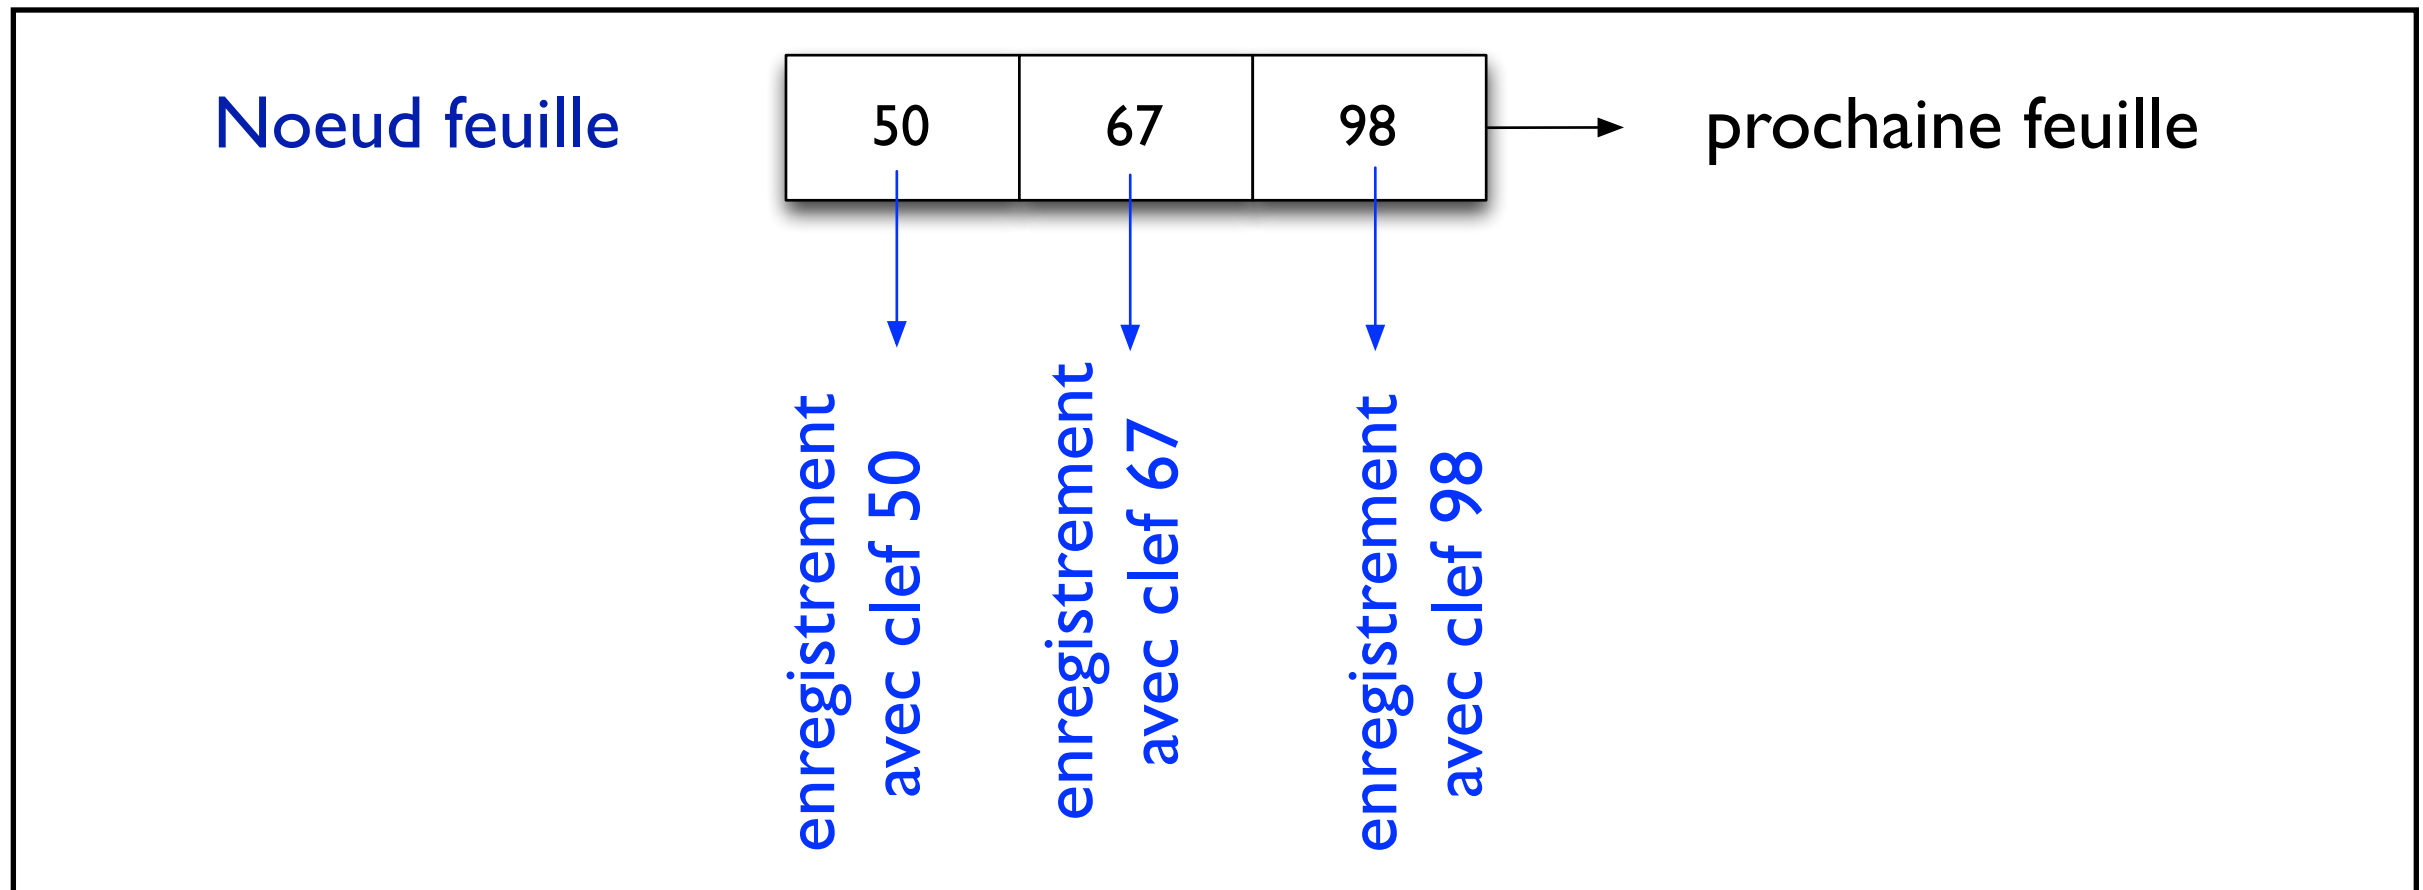 Noeud feuille
50
67
98
prochaine feuille
enregistrement
avec clef 50
enregistrement
avec clef 67
enregistrement
avec clef 98